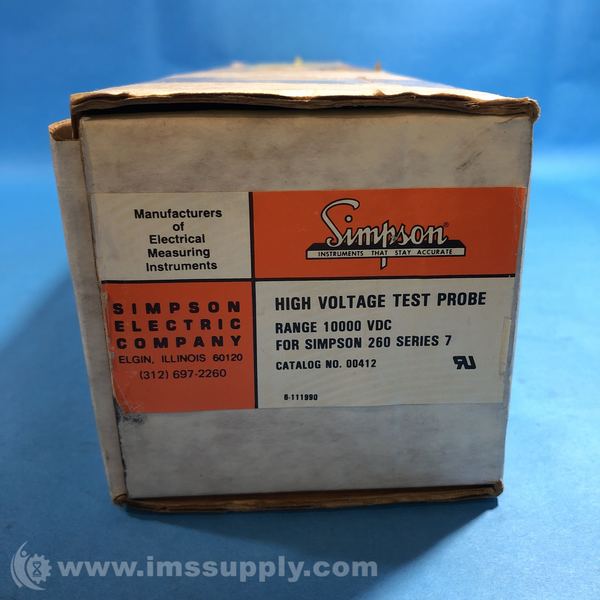 Manufacturers
of
Electrical
Measuring
Instruments
Simpson
INSTRUMENTS THAT STAY ACCURATE
SIMPSON
ELECTRIC
COMPANY
ELGIN, ILLINOIS 60120
(312) 697-2260
HIGH VOLTAGE TEST PROBE
RANGE 10000 VDC
FOR SIMPSON 260 SERIES 7
CATALOG NO. 00412
6-111990
www.imssupply.com